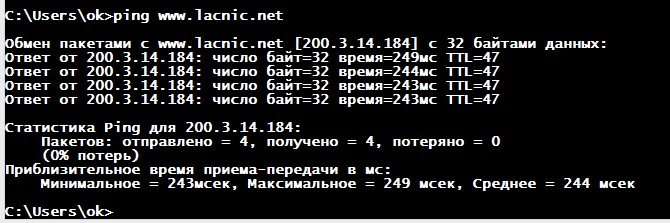 C:\Users\ok>ping www.lacnic.net
Обмен пакетами с www.lacnic.net [200.3.14.184] с 32 байтами данных:
Ответ от 200.3.14.184: число байт=32 время=249мс TTL=47
Ответ от 200.3.14.184: число байт=32 время=244мс TTL=47
Ответ от 200.3.14.184: число байт=32 время=243мс TTL=47
Ответ от 200.3.14.184: число байт=32 время=243мс TTL=47
Статистика Ping для 200.3.14.184:
Пакетов: отправлено = 4, получено = 4, потеряно = 0
(0% потерь)
Приблизительное время приема-передачи в мс:
Минимальное = 243мсек, Максимальное = 249 мсек, Среднее = 244 мсек
C:\Users\ok>